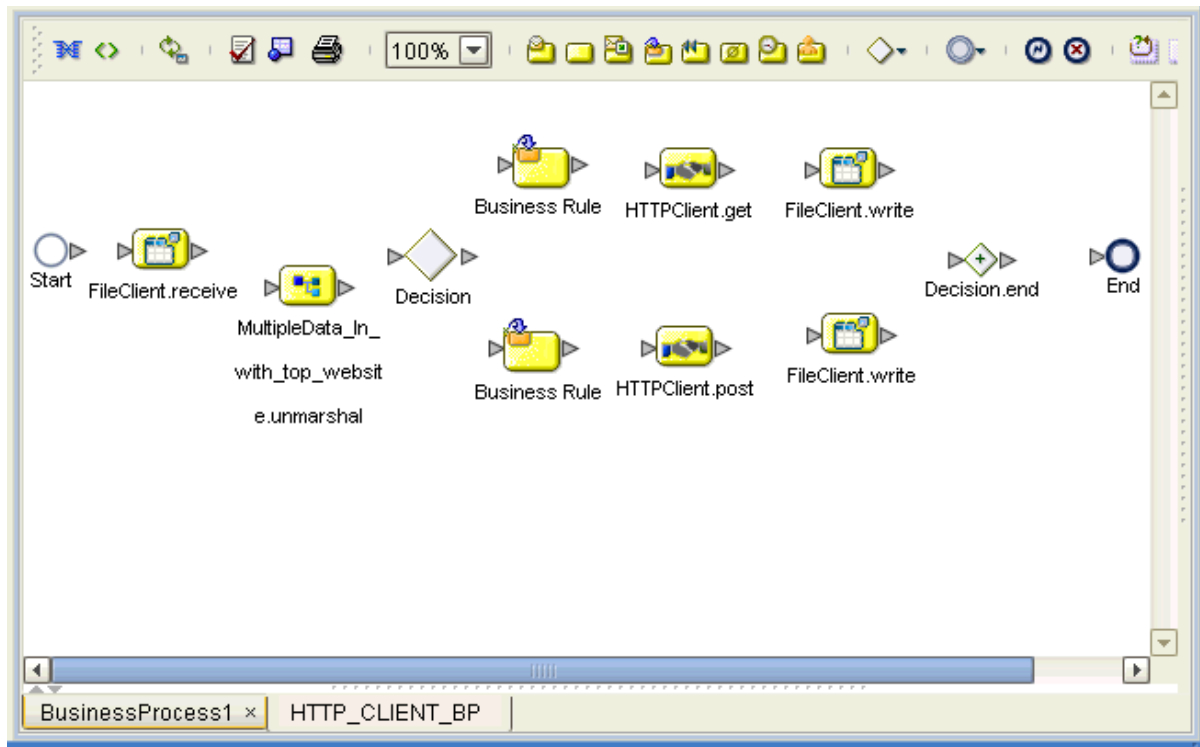 100%
Business Rule
HTTPClient.get
FileClient.write
Start
FileClient.receive
MultipleData_In_
with_top_websit
e.unmarshal
Decision
Business Rule
HTTPClient.post
FileClient.write
Decision.end
End
BusinessProcess1 ×
HTTP_CLIENT_BP